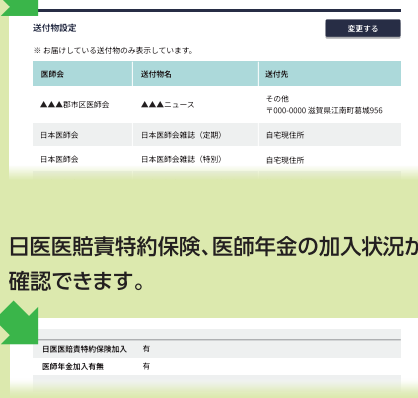 送付物設定
変更する
※ お届けしている送付物のみ表示しています。
医師会 送付物名 送付先
▲▲▲郡市区医師会 ▲▲▲ニュース その他
〒000-0000 滋賀県江南町葛城956
日本医師会 日本医師会雑誌（定期） 自宅現住所
日本医師会 日本医師会雑誌（特別） 自宅現住所
日医医賠責特約保険、医師年金の加入状況が
確認できます。
日医医賠責特約保険加入 有
医師年金加入有無 有